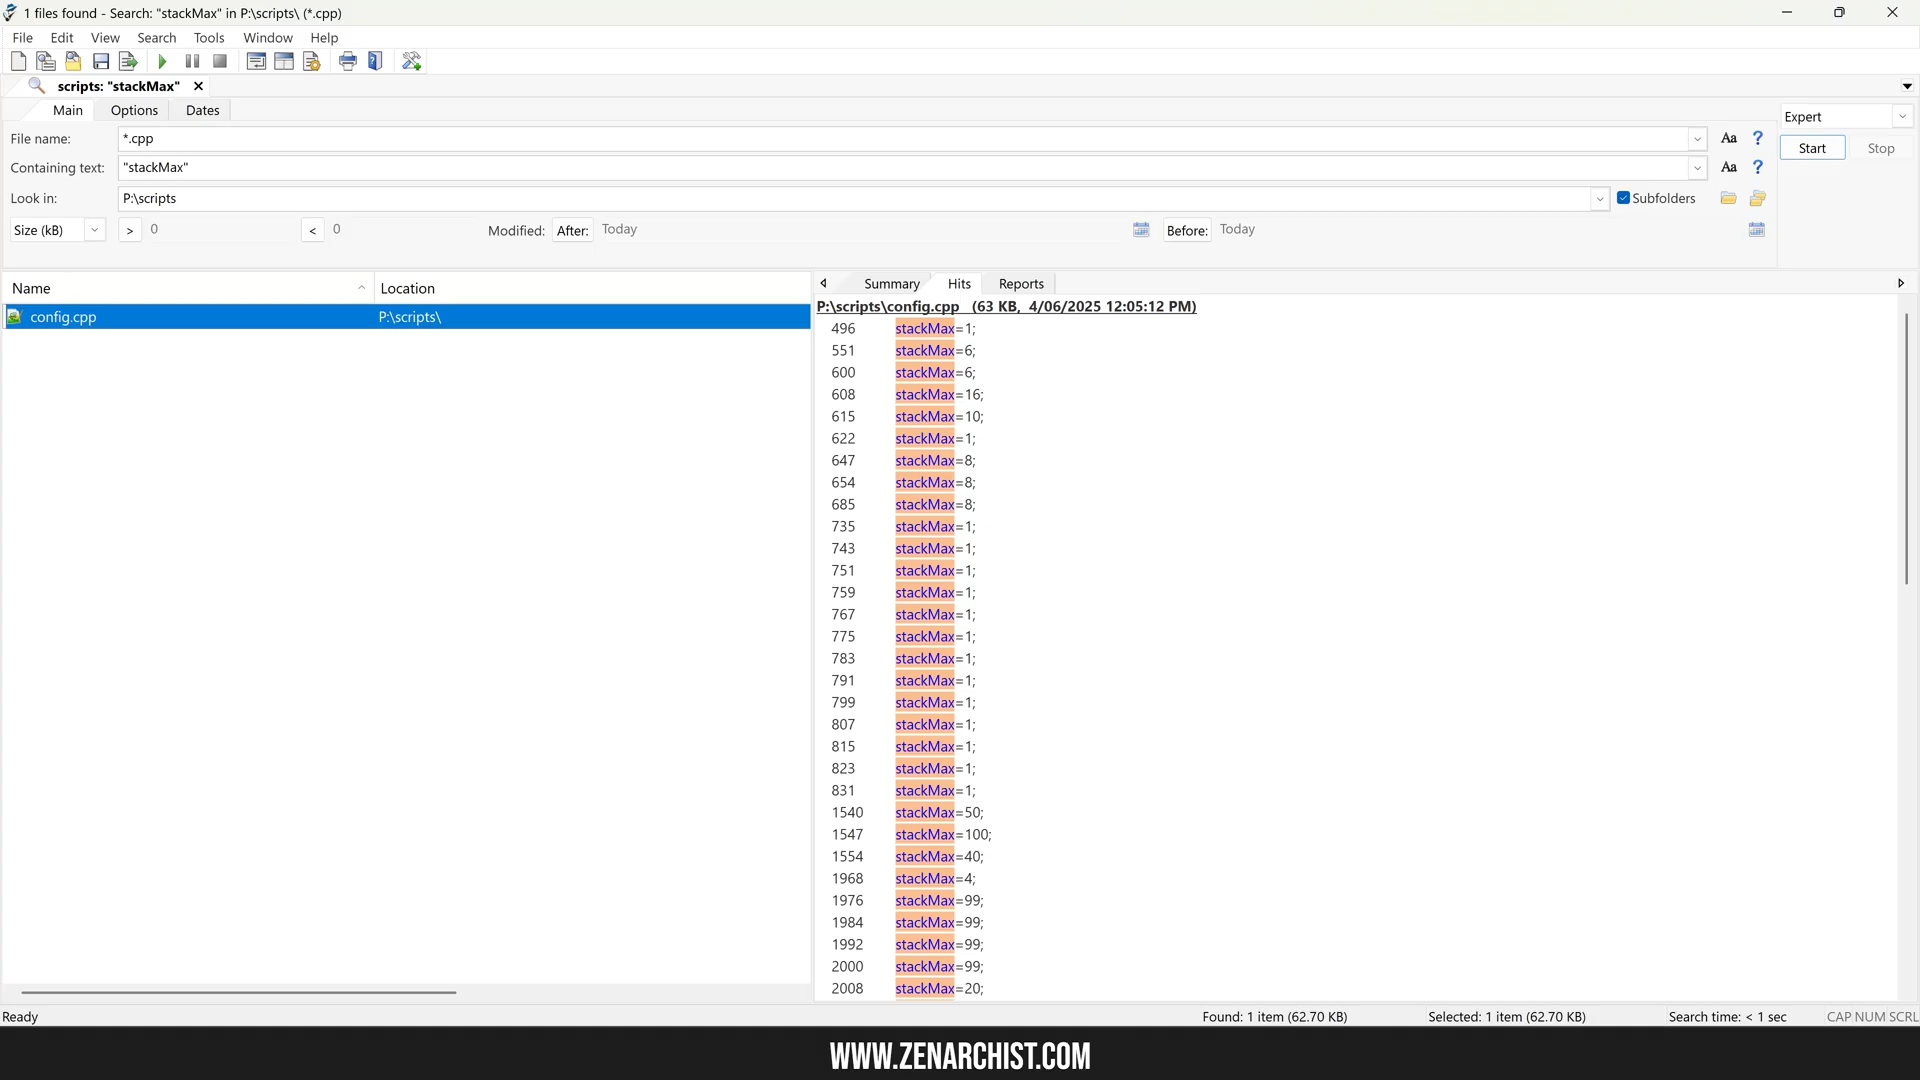 1 files found - Search: "stackMax" in P:\scripts\ (*.cpp)
File Edit View Search Tools Window Help
scripts: "stackMax"
Main Options Dates
Expert
File name: *.cpp Aa ?
Containing text: "stackMax" Aa ?
Start Stop
Look in: P:\scripts Subfolders
Size (kB) > 0 < 0 Modified: After: Today Before: Today
Name Location
config.cpp P:\scripts\
Summary Hits Reports
P:\scripts\config.cpp (63 KB, 4/06/2025 12:05:12 PM)
496 stackMax=1;
551 stackMax=6;
600 stackMax=6;
608 stackMax=16;
615 stackMax=10;
622 stackMax=1;
647 stackMax=8;
654 stackMax=8;
685 stackMax=8;
735 stackMax=1;
743 stackMax=1;
751 stackMax=1;
759 stackMax=1;
767 stackMax=1;
775 stackMax=1;
783 stackMax=1;
791 stackMax=1;
799 stackMax=1;
807 stackMax=1;
815 stackMax=1;
823 stackMax=1;
831 stackMax=1;
1540 stackMax=50;
1547 stackMax=100;
1554 stackMax=40;
1968 stackMax=4;
1976 stackMax=99;
1984 stackMax=99;
1992 stackMax=99;
2000 stackMax=99;
2008 stackMax=20;
Ready Found: 1 item (62.70 KB) Selected: 1 item (62.70 KB) Search time: < 1 sec CAP NUM SCRL
WWW.ZENARCHIST.COM